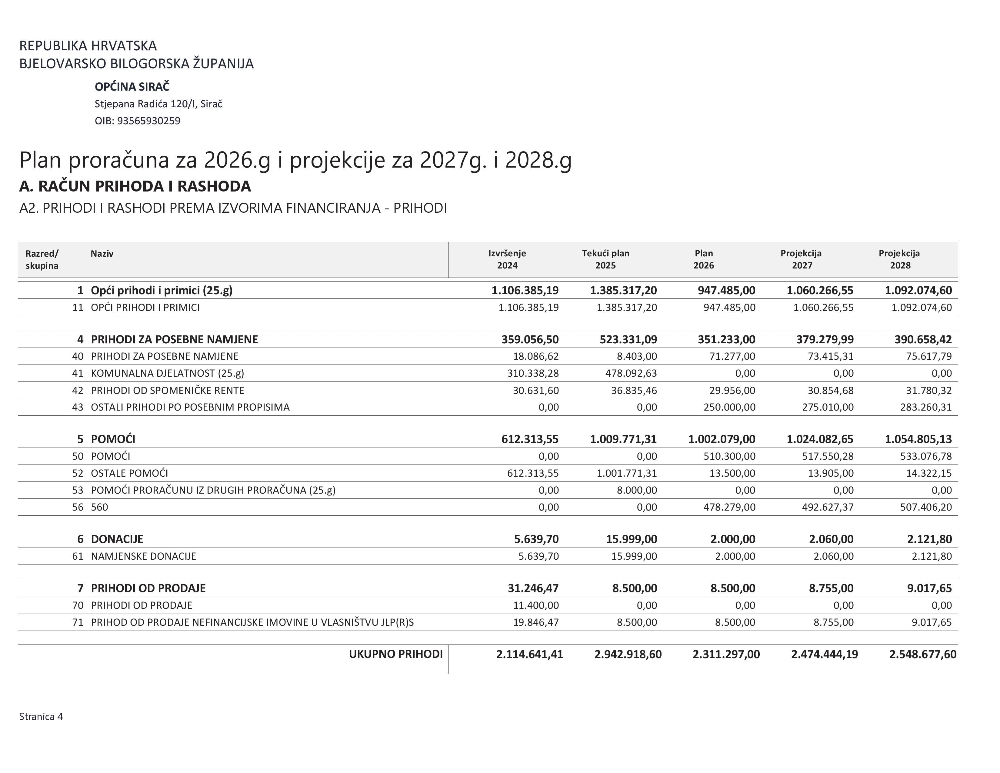 REPUBLIKA HRVATSKA
BJELOVARSKO BILOGORSKA ŽUPANIJA
OPĆINA SIRAČ
Stjepana Radića 120/I, Sirač
OIB: 93565930259
Plan proračuna za 2026.g i projekcije za 2027g. i 2028.g
A. RAČUN PRIHODA I RASHODA
A2. PRIHODI I RASHODI PREMA IZVORIMA FINANCIRANJA - PRIHODI
Razred/ Naziv Izvršenje Tekući plan Plan Projekcija Projekcija
skupina 2024 2025 2026 2027 2028
1 Opći prihodi i primici (25.g) 1.106.385,19 1.385.317,20 947.485,00 1.060.266,55 1.092.074,60
11 OPĆI PRIHODI I PRIMICI 1.106.385,19 1.385.317,20 947.485,00 1.060.266,55 1.092.074,60
4 PRIHODI ZA POSEBNE NAMJENE 359.056,50 523.331,09 351.233,00 379.279,99 390.658,42
40 PRIHODI ZA POSEBNE NAMJENE 18.086,62 8.403,00 71.277,00 73.415,31 75.617,79
41 KOMUNALNA DJELATNOST (25.g) 310.338,28 478.092,63 0,00 0,00 0,00
42 PRIHODI OD SPOMENIČKE RENTE 30.631,60 36.835,46 29.956,00 30.854,68 31.780,32
43 OSTALI PRIHODI PO POSEBNIM PROPISIMA 0,00 0,00 250.000,00 275.010,00 283.260,31
5 POMOĆI 612.313,55 1.009.771,31 1.002.079,00 1.024.082,65 1.054.805,13
50 POMOĆI 0,00 0,00 510.300,00 517.550,28 533.076,78
52 OSTALE POMOĆI 612.313,55 1.001.771,31 13.500,00 13.905,00 14.322,15
53 POMOĆI PRORAČUNU IZ DRUGIH PRORAČUNA (25.g) 0,00 8.000,00 0,00 0,00 0,00
56 560 0,00 0,00 478.279,00 492.627,37 507.406,20
6 DONACIJE 5.639,70 15.999,00 2.000,00 2.060,00 2.121,80
61 NAMJENSKE DONACIJE 5.639,70 15.999,00 2.000,00 2.060,00 2.121,80
7 PRIHODI OD PRODAJE 31.246,47 8.500,00 8.500,00 8.755,00 9.017,65
70 PRIHODI OD PRODAJE 11.400,00 0,00 0,00 0,00 0,00
71 PRIHOD OD PRODAJE NEFINANCIJSKE IMOVINE U VLASNIŠTVU JLP(R)S 19.846,47 8.500,00 8.500,00 8.755,00 9.017,65
UKUPNO PRIHODI 2.114.641,41 2.942.918,60 2.311.297,00 2.474.444,19 2.548.677,60
Stranica 4